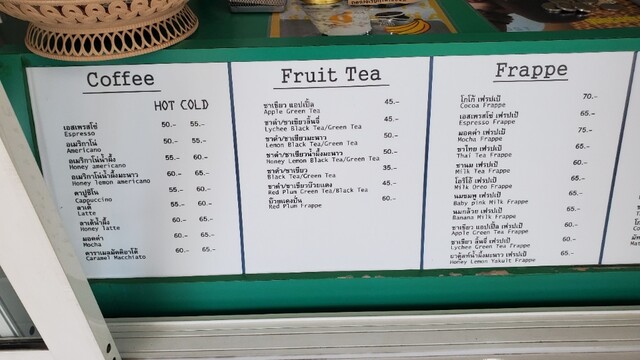 Coffee
HOT COLD
เอสเพรสโซ่ 50.- 55.-
Espresso
อเมริกาโน่ 50.- 55.-
Americano
อเมริกาโน่น้ำผึ้ง 55.- 60.-
Honey americano
อเมริกาโน่น้ำผึ้งมะนาว 60.- 65.-
Honey lemon americano
คาปูชิโน 55.- 60.-
Cappuccino
ลาเต้ 55.- 60.-
Latte
ลาเต้น้ำผึ้ง 60.- 65.-
Honey latte
มอคค่า 60.- 65.-
Mocha
คาราเมลมัคคิอาโต้ 60.- 65.-
Caramel Macchiato
Fruit Tea
ชาเขียว แอปเปิ้ล 45.-
Apple Green Tea
ชาดำ/ชาเขียวลิ้นจี่ 45.-
Lychee Black Tea/Green Tea
ชาดำ/ชาเขียวมะนาว 45.-
Lemon Black Tea/Green Tea
ชาดำ/ชาเขียวน้ำผึ้งมะนาว 50.-
Honey Lemon Black Tea/Green Tea
ชาดำ/ชาเขียว 35.-
Black Tea/Green Tea
ชาดำ/ชาเขียวบ๊วยแดง 45.-
Red Plum Green Tea/Black Tea
บ๊วยแดงปั่น 60.-
Red Plum Frappe
Frappe
โกโก้ เฟรปเป้ 70.-
Cocoa Frappe
เอสเพรสโซ่ เฟรปเป้ 65.-
Espresso Frappe
มอคค่า เฟรปเป้ 75.-
Mocha Frappe
ชาไทย เฟรปเป้ 65.-
Thai Tea Frappe
ชานม เฟรปเป้ 60.-
Milk Tea Frappe
โอริโอ้ เฟรปเป้ 65.-
Milk Oreo Frappe
นมชมพู เฟรปเป้ 65.-
Baby pink Milk Frappe
นมกล้วย เฟรปเป้ 65.-
Banana Milk Frappe
ชาเขียว แอปเปิ้ล เฟรปเป้ 60.-
Apple Green Tea Frappe
ชาเขียว ลิ้นจี่ เฟรปเป้ 60.-
Lychee Green Tea Frappe
ยาคูลท์น้ำผึ้งมะนาว เฟรปเป้ 65.-
Honey Lemon Yakult Frappe